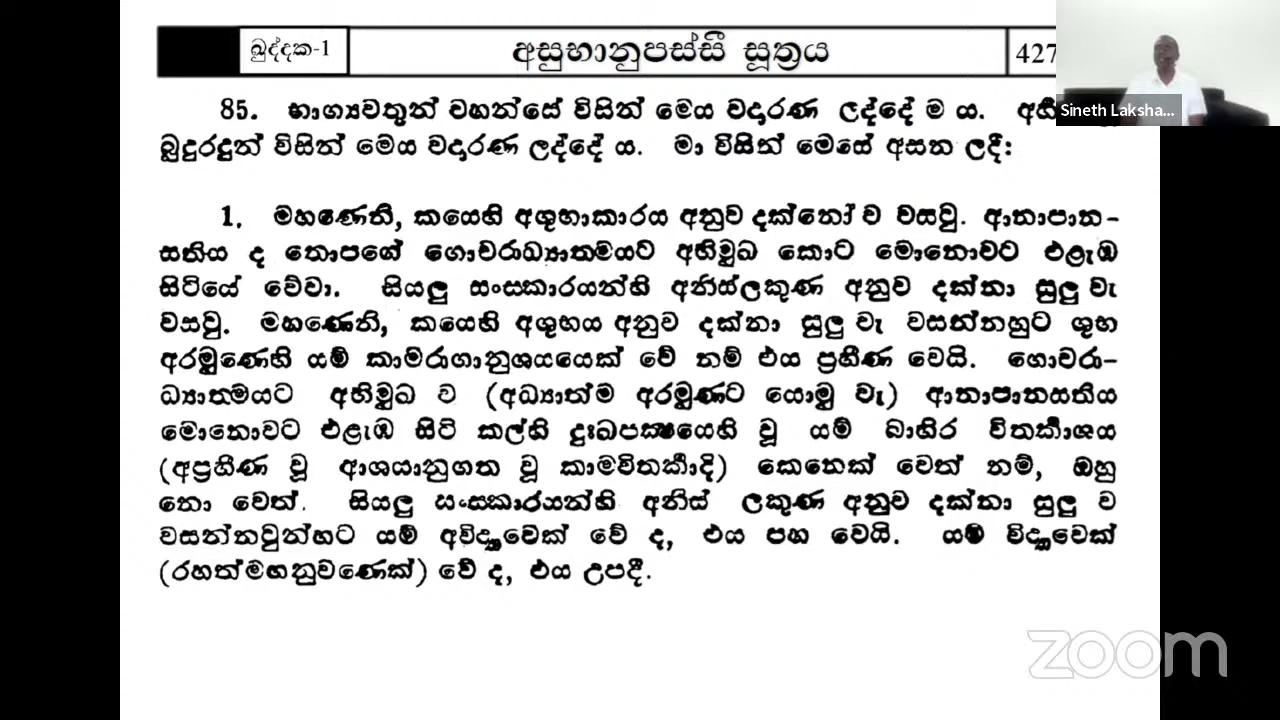 ඛුද්දක-1 අසුභානුපස්සී සූත්‍රය 427
Sineth Laksha...
85. භාග්‍යවතුන් වහන්සේ විසින් මෙය වදාරණ ලද්දේ ම ය.
බුදුරදුන් විසින් මෙය වදාරණ ලද්දේ ය. මා විසින් මෙසේ අසන ලදී:
1. මහණෙනි, කයෙහි අශුභාකාරය අනුව දක්නෝ ව වසවු. ආනාපාන-
සතිය ද තොපගේ ගොචරාධ්‍යාත්මයට අභිමුඛ කොට මොනොවට එළැඹ
සිටියේ වේවා. සියලු සංස්කාරයන්හි අනිස්ලකුණ අනුව දක්නා සුලු වැ
වසවු. මහණෙනි, කයෙහි අශුභය අනුව දක්නා සුලු වැ වසන්නහුට ශුභ
අරමුණෙහි යම් කාමරාගානුශයයෙක් වේ නම් එය ප්‍රහීණ වෙයි. ගොචරා-
ධ්‍යාත්මයට අභිමුඛ ව (අධ්‍යාත්ම අරමුණට යොමු වැ) ආනාපානසතිය
මොනොවට එළැඹ සිටි කල්හි දුඃඛපක්‍ෂයෙහි වූ යම් බාහිර විතර්කාශය
(අප්‍රහීණ වූ ආශයානුගත වූ කාමවිතර්කාදි) කෙනෙක් වෙත් නම්, ඔහු
නො වෙත්. සියලු සංස්කාරයන්හි අනිස් ලකුණ අනුව දක්නා සුලු ව
වසන්නවුන්හට යම් අවිද්‍යාවෙක් වේ ද, එය පහ වෙයි. යම් විද්‍යාවෙක්
(රහත්මඟනුවණෙක්) වේ ද, එය උපදී.
zoom